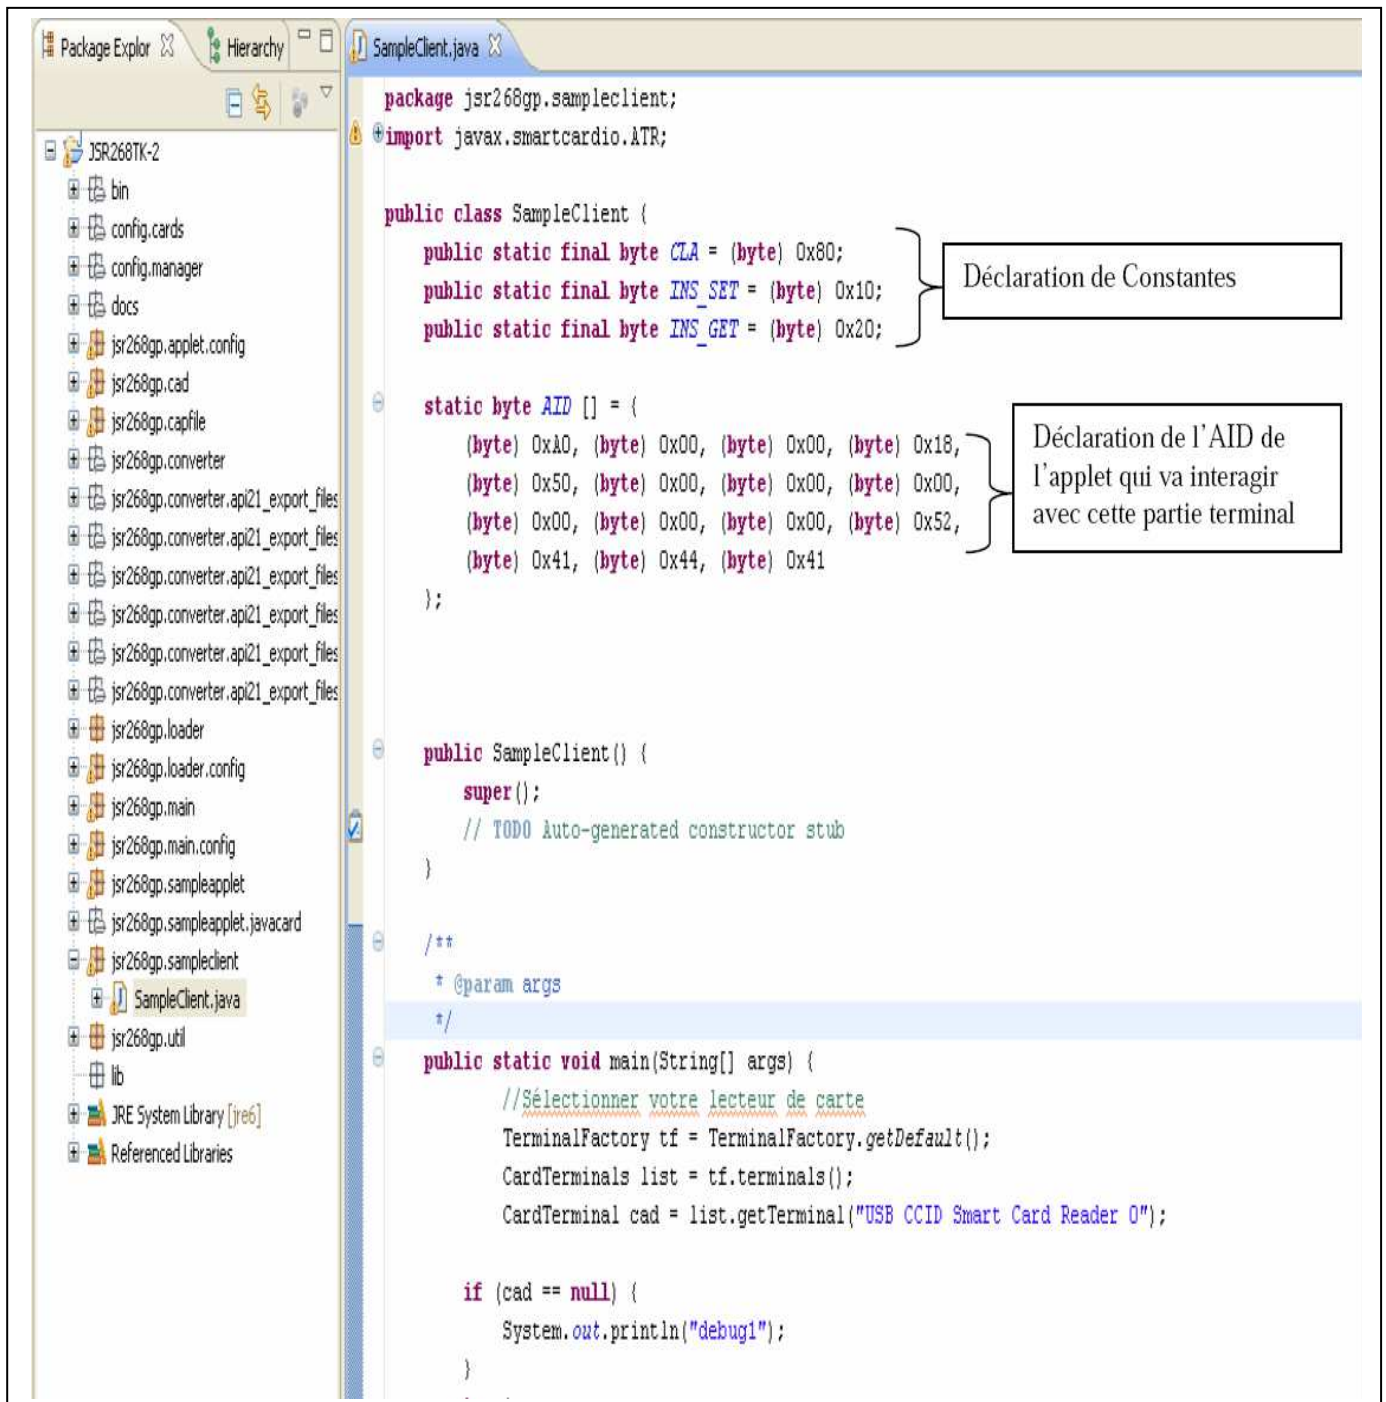 Package Explor
Hierarchy
JSR268TK-2
bin
config.cards
config.manager
docs
jsr268gp.applet.config
jsr268gp.cad
jsr268gp.capfile
jsr268gp.converter
jsr268gp.converter.api21_export_files
jsr268gp.converter.api21_export_files
jsr268gp.converter.api21_export_files
jsr268gp.converter.api21_export_files
jsr268gp.converter.api21_export_files
jsr268gp.converter.api21_export_files
jsr268gp.loader
jsr268gp.loader.config
jsr268gp.main
jsr268gp.main.config
jsr268gp.sampleapplet
jsr268gp.sampleapplet.javacard
jsr268gp.sampleclient
SampleClient.java
jsr268gp.util
lib
JRE System Library [jre6]
Referenced Libraries
SampleClient.java
package jsr268gp.sampleclient;
import javax.smartcardio.ATR;
public class SampleClient {
public static final byte CLA = (byte) 0x80;
public static final byte INS_SET = (byte) 0x10;
public static final byte INS_GET = (byte) 0x20;
Déclaration de Constantes
static byte AID [] = {
(byte) 0xA0, (byte) 0x00, (byte) 0x00, (byte) 0x18,
(byte) 0x50, (byte) 0x00, (byte) 0x00, (byte) 0x00,
(byte) 0x00, (byte) 0x00, (byte) 0x00, (byte) 0x52,
(byte) 0x41, (byte) 0x44, (byte) 0x41
};
Déclaration de l'AID de
l'applet qui va interagir
avec cette partie terminal
public SampleClient() {
super();
// TODO Auto-generated constructor stub
}
/**
* @param args
*/
public static void main(String[] args) {
//Sélectionner votre lecteur de carte
TerminalFactory tf = TerminalFactory.getDefault();
CardTerminals list = tf.terminals();
CardTerminal cad = list.getTerminal("USB CCID Smart Card Reader 0");
if (cad == null) {
System.out.println("debug1");
}